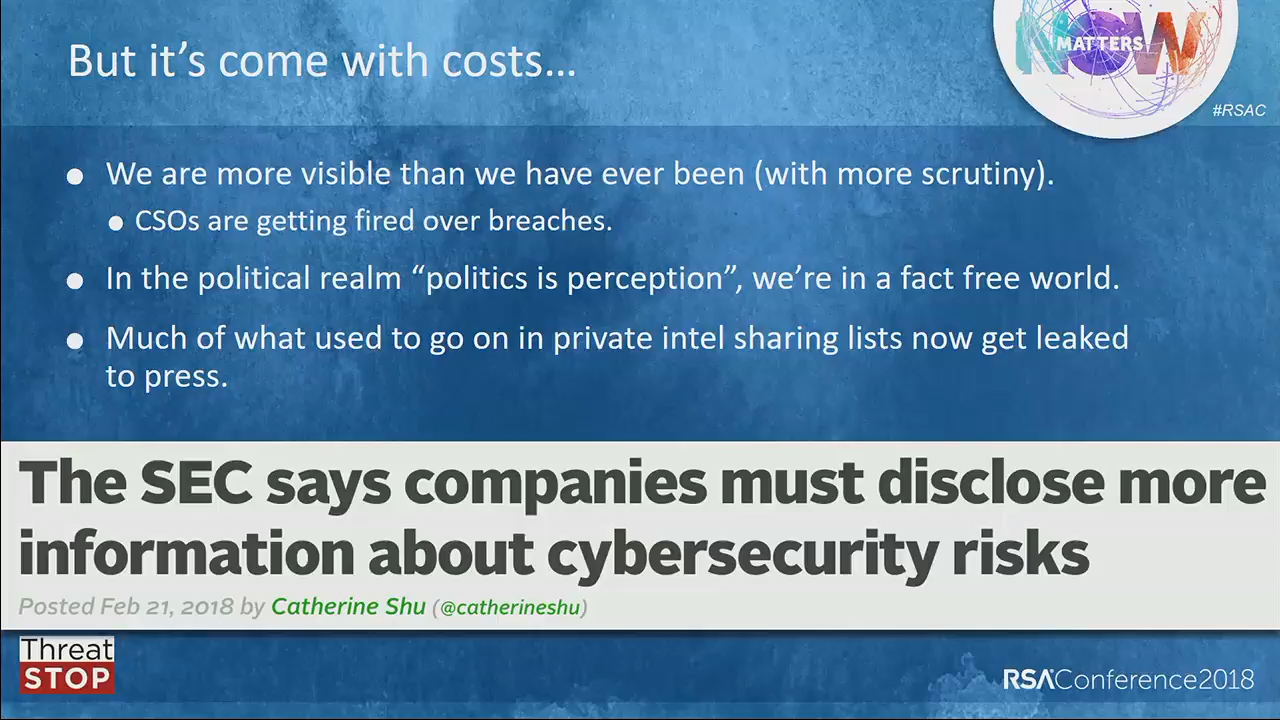 But it’s come with costs…
NOW
MATTERS
#RSAC
• We are more visible than we have ever been (with more scrutiny).
• CSOs are getting fired over breaches.
• In the political realm “politics is perception”, we’re in a fact free world.
• Much of what used to go on in private intel sharing lists now get leaked
to press.
The SEC says companies must disclose more
information about cybersecurity risks
Posted Feb 21, 2018 by Catherine Shu (@catherineshu)
Threat
STOP
RSAConference2018